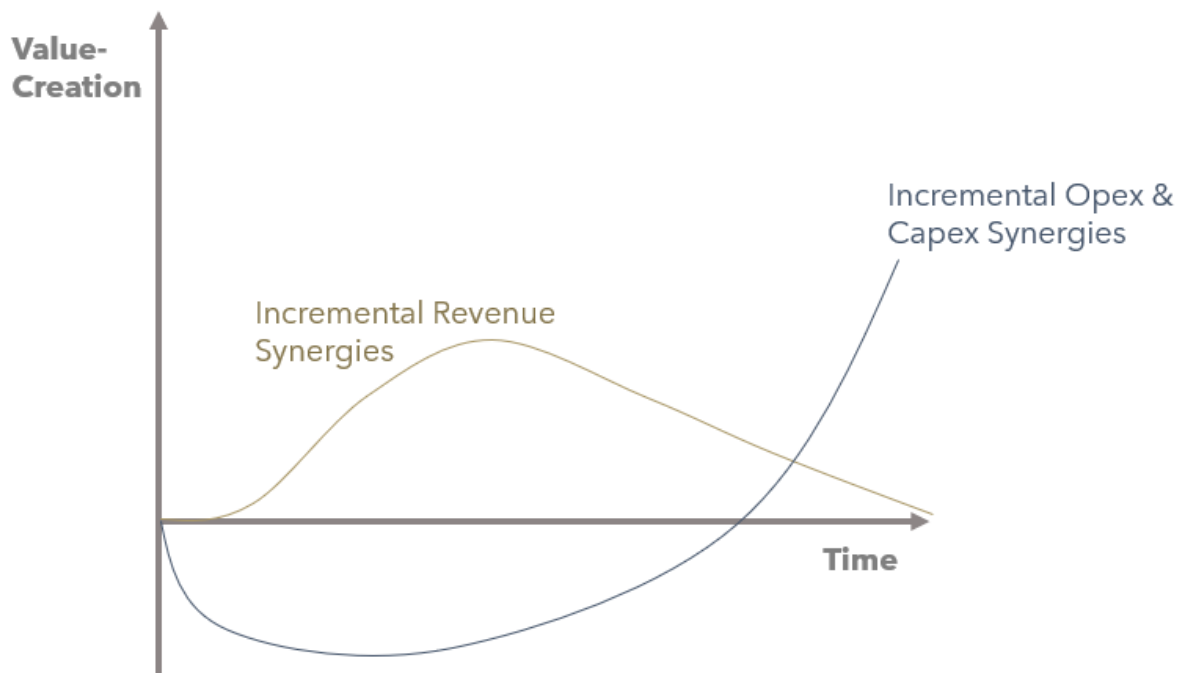 Value-
Creation
Incremental Opex &
Capex Synergies
Incremental Revenue
Synergies
Time